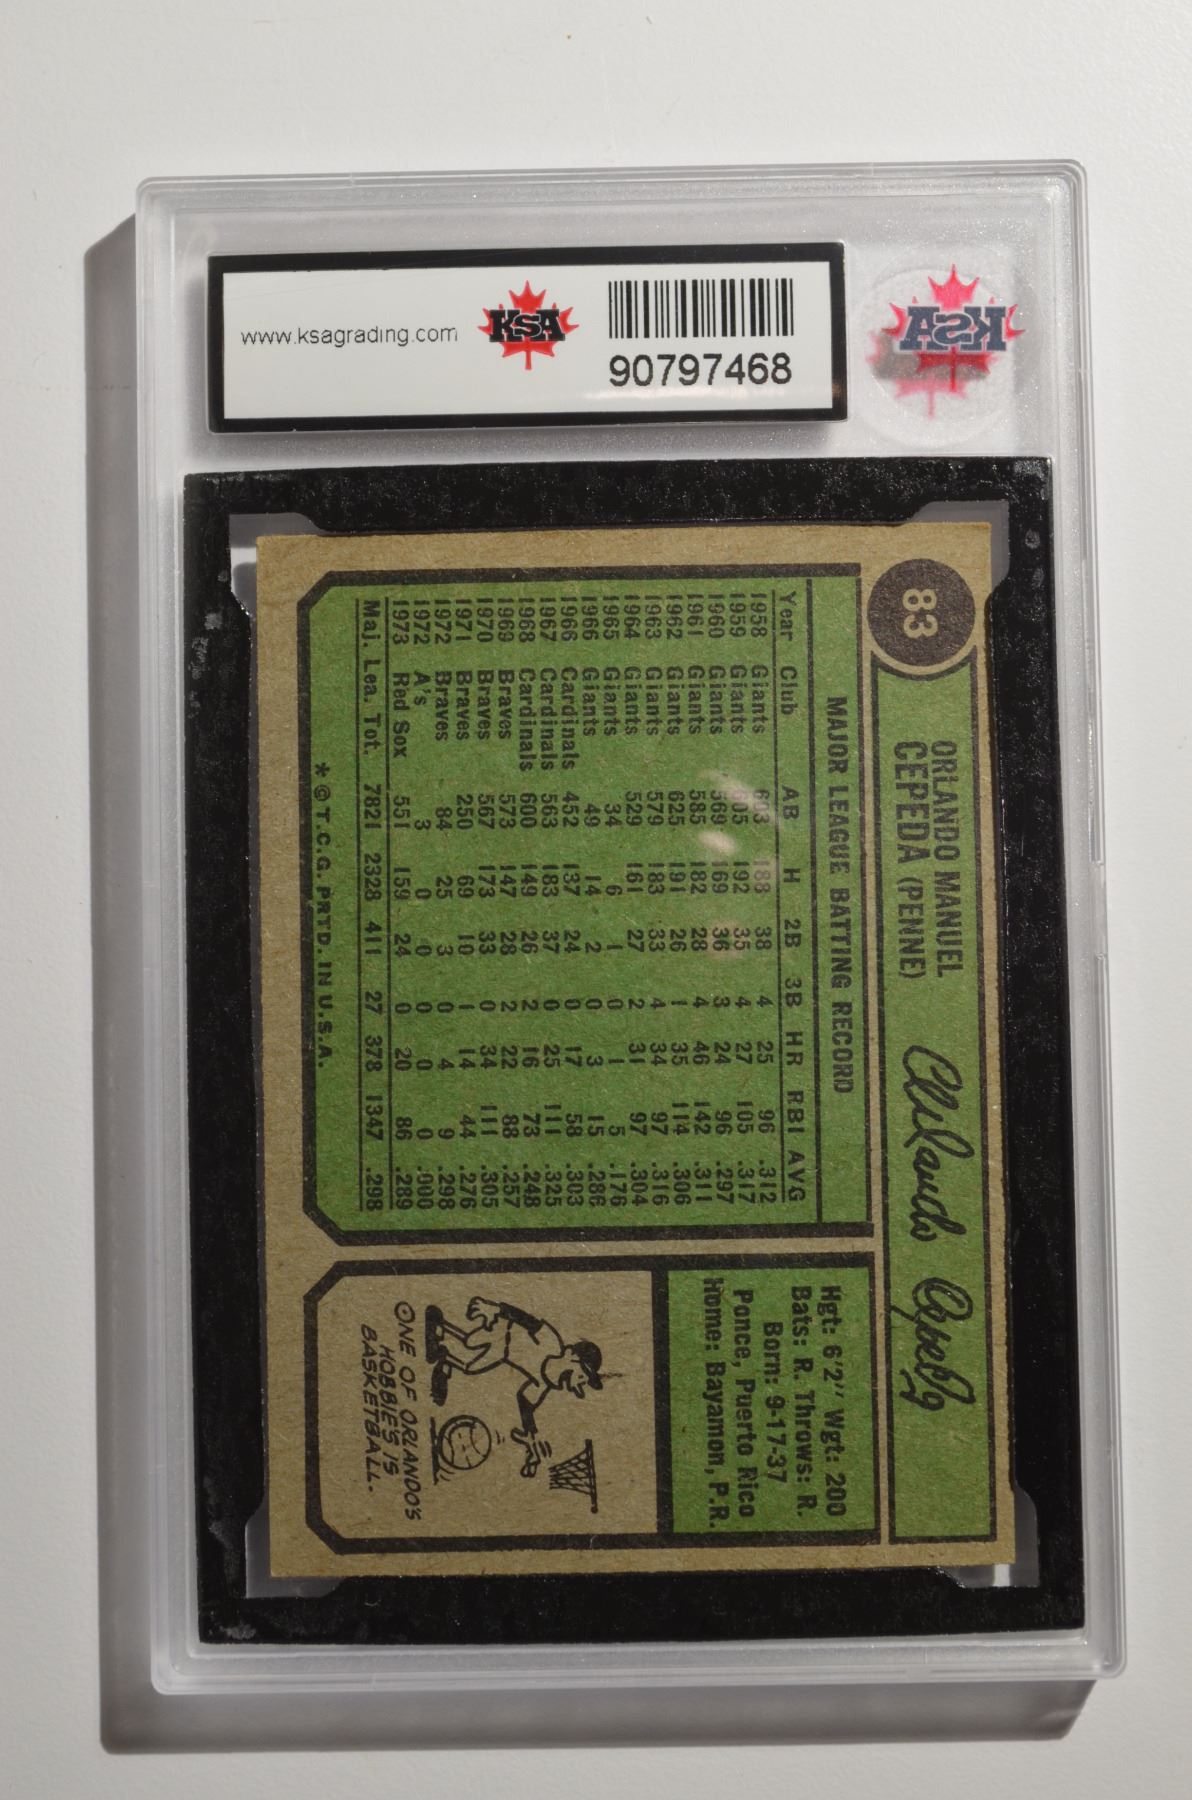 www.ksagrading.com
KSA
90797468
KSA
83
ORLANDO MANUEL
CEPEDA (PENNE)
Orlando Cepeda
MAJOR LEAGUE BATTING RECORD
Year Club AB H 2B 3B HR RBI AVG
1958 Giants 603 188 38 4 25 96 .312
1959 Giants 605 192 35 4 27 105 .317
1960 Giants 569 169 36 3 24 96 .297
1961 Giants 585 182 28 4 46 142 .311
1962 Giants 625 191 26 1 35 114 .306
1963 Giants 579 183 33 4 34 97 .316
1964 Giants 529 161 27 2 31 97 .304
1965 Giants 34 6 1 0 1 5 .176
1966 Giants 49 14 2 0 3 15 .286
1966 Cardinals 452 137 24 0 17 58 .303
1967 Cardinals 563 183 37 0 25 111 .325
1968 Cardinals 600 149 26 2 16 73 .248
1969 Braves 573 147 28 2 22 88 .257
1970 Braves 567 173 33 0 34 111 .305
1971 Braves 250 69 10 1 14 44 .276
1972 Braves 84 25 3 0 4 9 .298
1972 A's 3 0 0 0 0 0 .000
1973 Red Sox 551 159 24 0 20 86 .289
Maj. Lea. Tot. 7821 2328 411 27 378 1347 .298
* © T.C.G. PRTD. IN U.S.A.
Hgt: 6'2" Wgt: 200
Bats: R. Throws: R.
Born: 9-17-37
Ponce, Puerto Rico
Home: Bayamon, P.R.
ONE OF ORLANDO'S
HOBBIES IS
BASKETBALL.